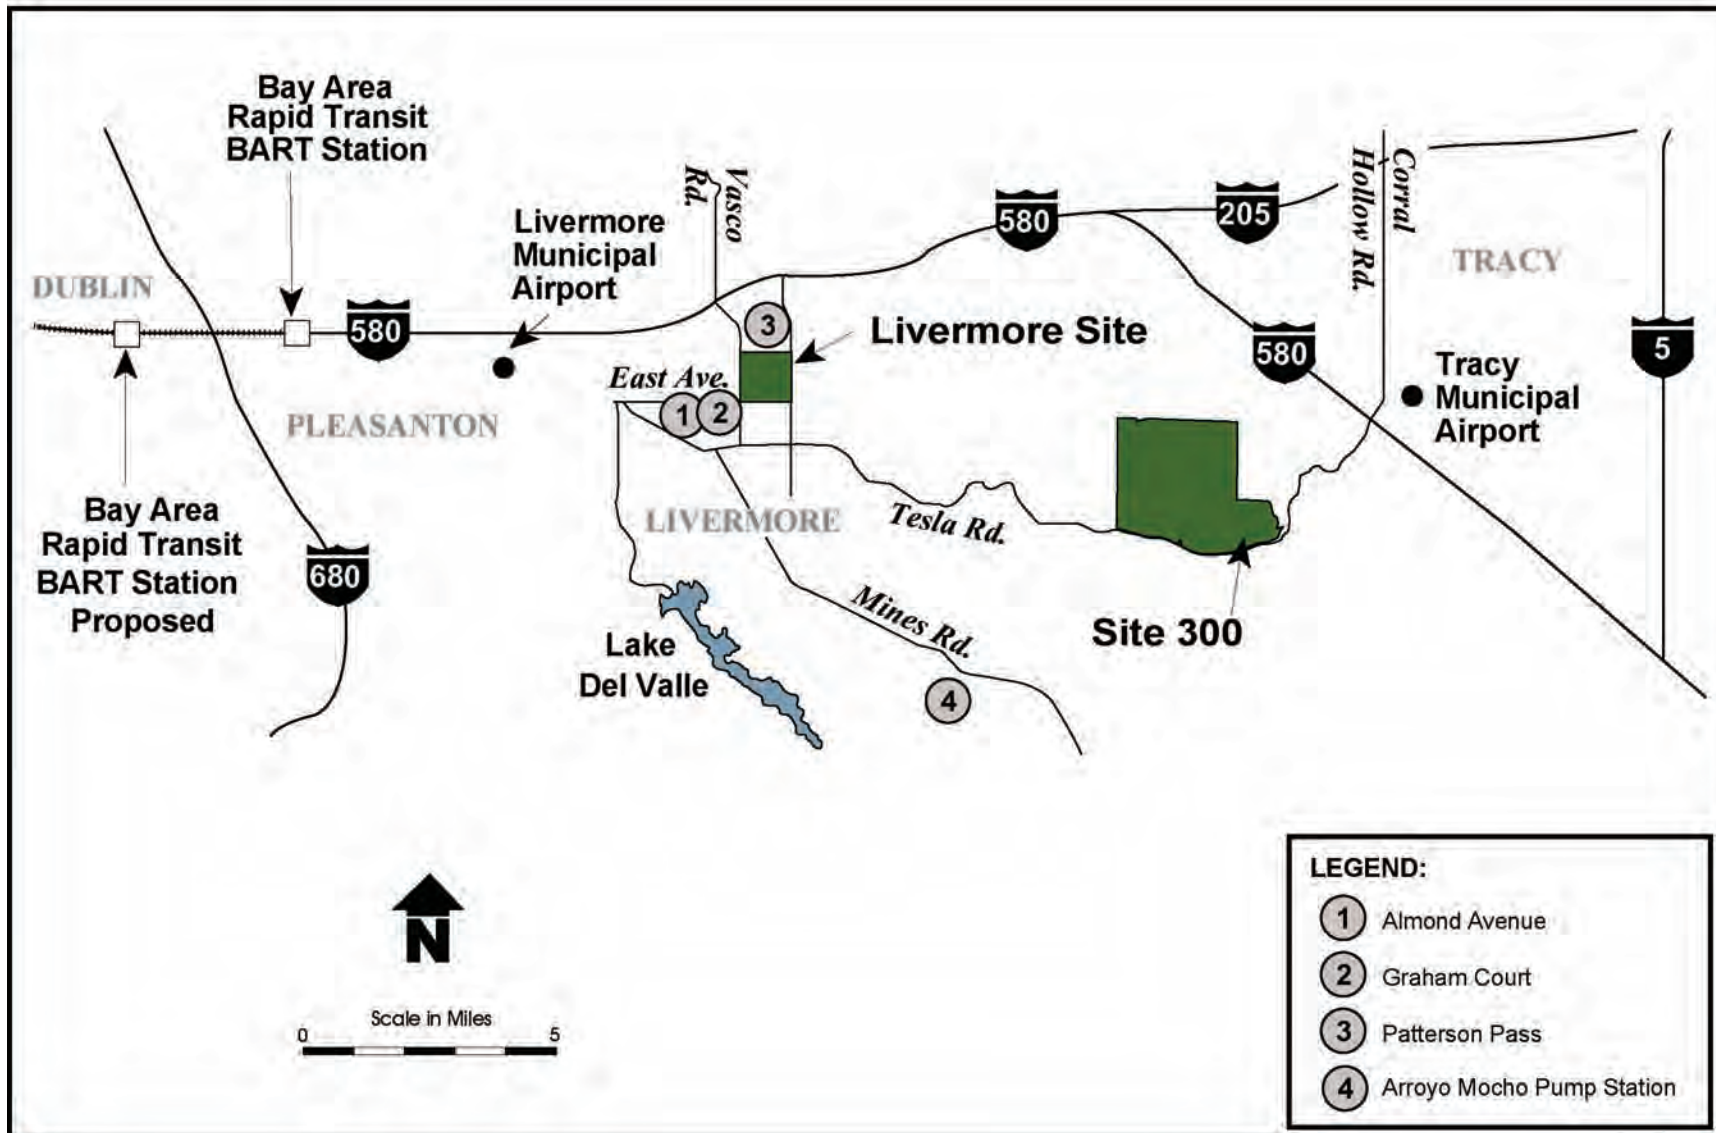 Bay Area
Rapid Transit
BART Station
Vasco
Rd.
Livermore
Municipal
Airport
580
205
Corral
Hollow Rd.
TRACY
DUBLIN
580
3
Livermore Site
580
5
East Ave.
Tracy
Municipal
Airport
PLEASANTON
1
2
Bay Area
Rapid Transit
BART Station
Proposed
680
LIVERMORE
Tesla Rd.
Mines Rd.
Site 300
Lake
Del Valle
4
N
Scale in Miles
0
5
LEGEND:
1 Almond Avenue
2 Graham Court
3 Patterson Pass
4 Arroyo Mocho Pump Station